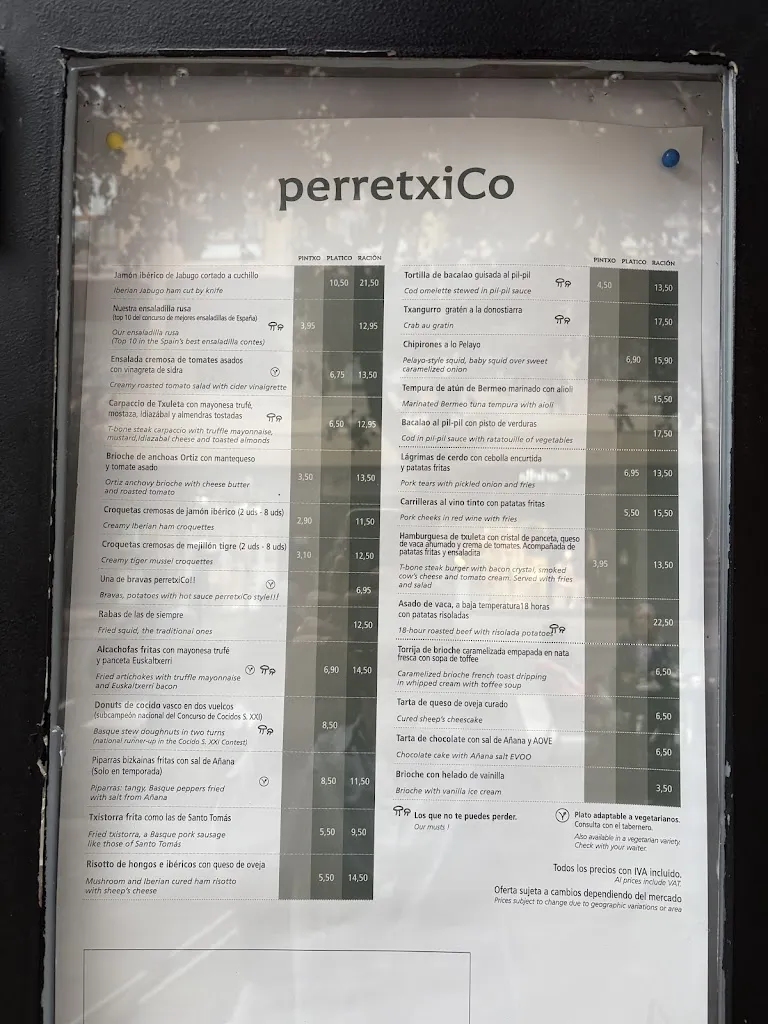 perretxiCo
PINTXO PLATICO RACIÓN
Jamón ibérico de Jabugo cortado a cuchillo
Iberian Jabugo ham cut by knife
10,50 21,50
Nuestra ensaladilla rusa
(top 10 del concurso de mejores ensaladillas de España)
Our ensaladilla rusa
(Top 10 in the Spain's best ensaladilla contes)
3,95 12,95
Ensalada cremosa de tomates asados
con vinagreta de sidra
Creamy roasted tomato salad with cider vinaigrette
6,75 13,50
Carpaccio de Txuleta con mayonesa trufé,
mostaza, Idiazábal y almendras tostadas
T-bone steak carpaccio with truffle mayonnaise,
mustard,Idiazabal cheese and toasted almonds
6,50 12,95
Brioche de anchoas Ortiz con mantequeso
y tomate asado
Ortiz anchovy brioche with cheese butter
and roasted tomato
3,50 13,50
Croquetas cremosas de jamón ibérico (2 uds - 8 uds)
Creamy Iberian ham croquettes
2,90 11,50
Croquetas cremosas de mejillón tigre (2 uds - 8 uds)
Creamy tiger mussel croquettes
3,10 12,50
Una de bravas perretxiCo!!
Bravas, potatoes with hot sauce perretxiCo style!!!
6,95
Rabas de las de siempre
Fried squid, the traditional ones
12,50
Alcachofas fritas con mayonesa trufé
y panceta Euskaltxerri
Fried artichokes with truffle mayonnaise
and Euskaltxerri bacon
6,90 14,50
Donuts de cocido vasco en dos vuelcos
(subcampeón nacional del Concurso de Cocidos S. XXI)
Basque stew doughnuts in two turns
(national runner-up in the Cocido S. XXI Contest)
8,50
Piparras bizkainas fritas con sal de Añana
(Solo en temporada)
Piparras: tangy, Basque peppers fried
with salt from Añana
8,50 11,50
Txistorra frita como las de Santo Tomás
Fried txistorra, a Basque pork sausage
like those of Santo Tomás
5,50 9,50
Risotto de hongos e ibéricos con queso de oveja
Mushroom and Iberian cured ham risotto
with sheep's cheese
5,50 14,50
PINTXO PLATICO RACIÓN
Tortilla de bacalao guisada al pil-pil
Cod omelette stewed in pil-pil sauce
4,50 13,50
Txangurro gratén a la donostiarra
Crab au gratin
17,50
Chipirones a lo Pelayo
Pelayo-style squid, baby squid over sweet
caramelized onion
6,90 15,90
Tempura de atún de Bermeo marinado con alioli
Marinated Bermeo tuna tempura with aioli
15,50
Bacalao al pil-pil con pisto de verduras
Cod in pil-pil sauce with ratatouille of vegetables
17,50
Lágrimas de cerdo con cebolla encurtida
y patatas fritas
Pork tears with pickled onion and fries
6,95 13,50
Carrilleras al vino tinto con patatas fritas
Pork cheeks in red wine with fries
5,50 15,50
Hamburguesa de txuleta con cristal de panceta, queso
de vaca ahumado y crema de tomates. Acompañada de
patatas fritas y ensaladita
T-bone steak burger with bacon crystal, smoked
cow's cheese and tomato cream. Served with fries
and salad
3,95 13,50
Asado de vaca, a baja temperatura18 horas
con patatas risoladas
18-hour roasted beef with risolada potatoes
22,50
Torrija de brioche caramelizada empapada en nata
fresca con sopa de toffee
Caramelized brioche french toast dripping
in whipped cream with toffee soup
6,50
Tarta de queso de oveja curado
Cured sheep's cheescake
6,50
Tarta de chocolate con sal de Añana y AOVE
Chocolate cake with Añana salt EVOO
6,50
Brioche con helado de vainilla
Brioche with vanilla ice cream
3,50
Los que no te puedes perder.
Our musts !
Plato adaptable a vegetarianos.
Consulta con el tabernero.
Also available in a vegetarian variety.
Check with your waiter.
Todos los precios con IVA incluido.
Al prices include VAT.
Oferta sujeta a cambios dependiendo del mercado
Prices subject to change due to geographic variations or area